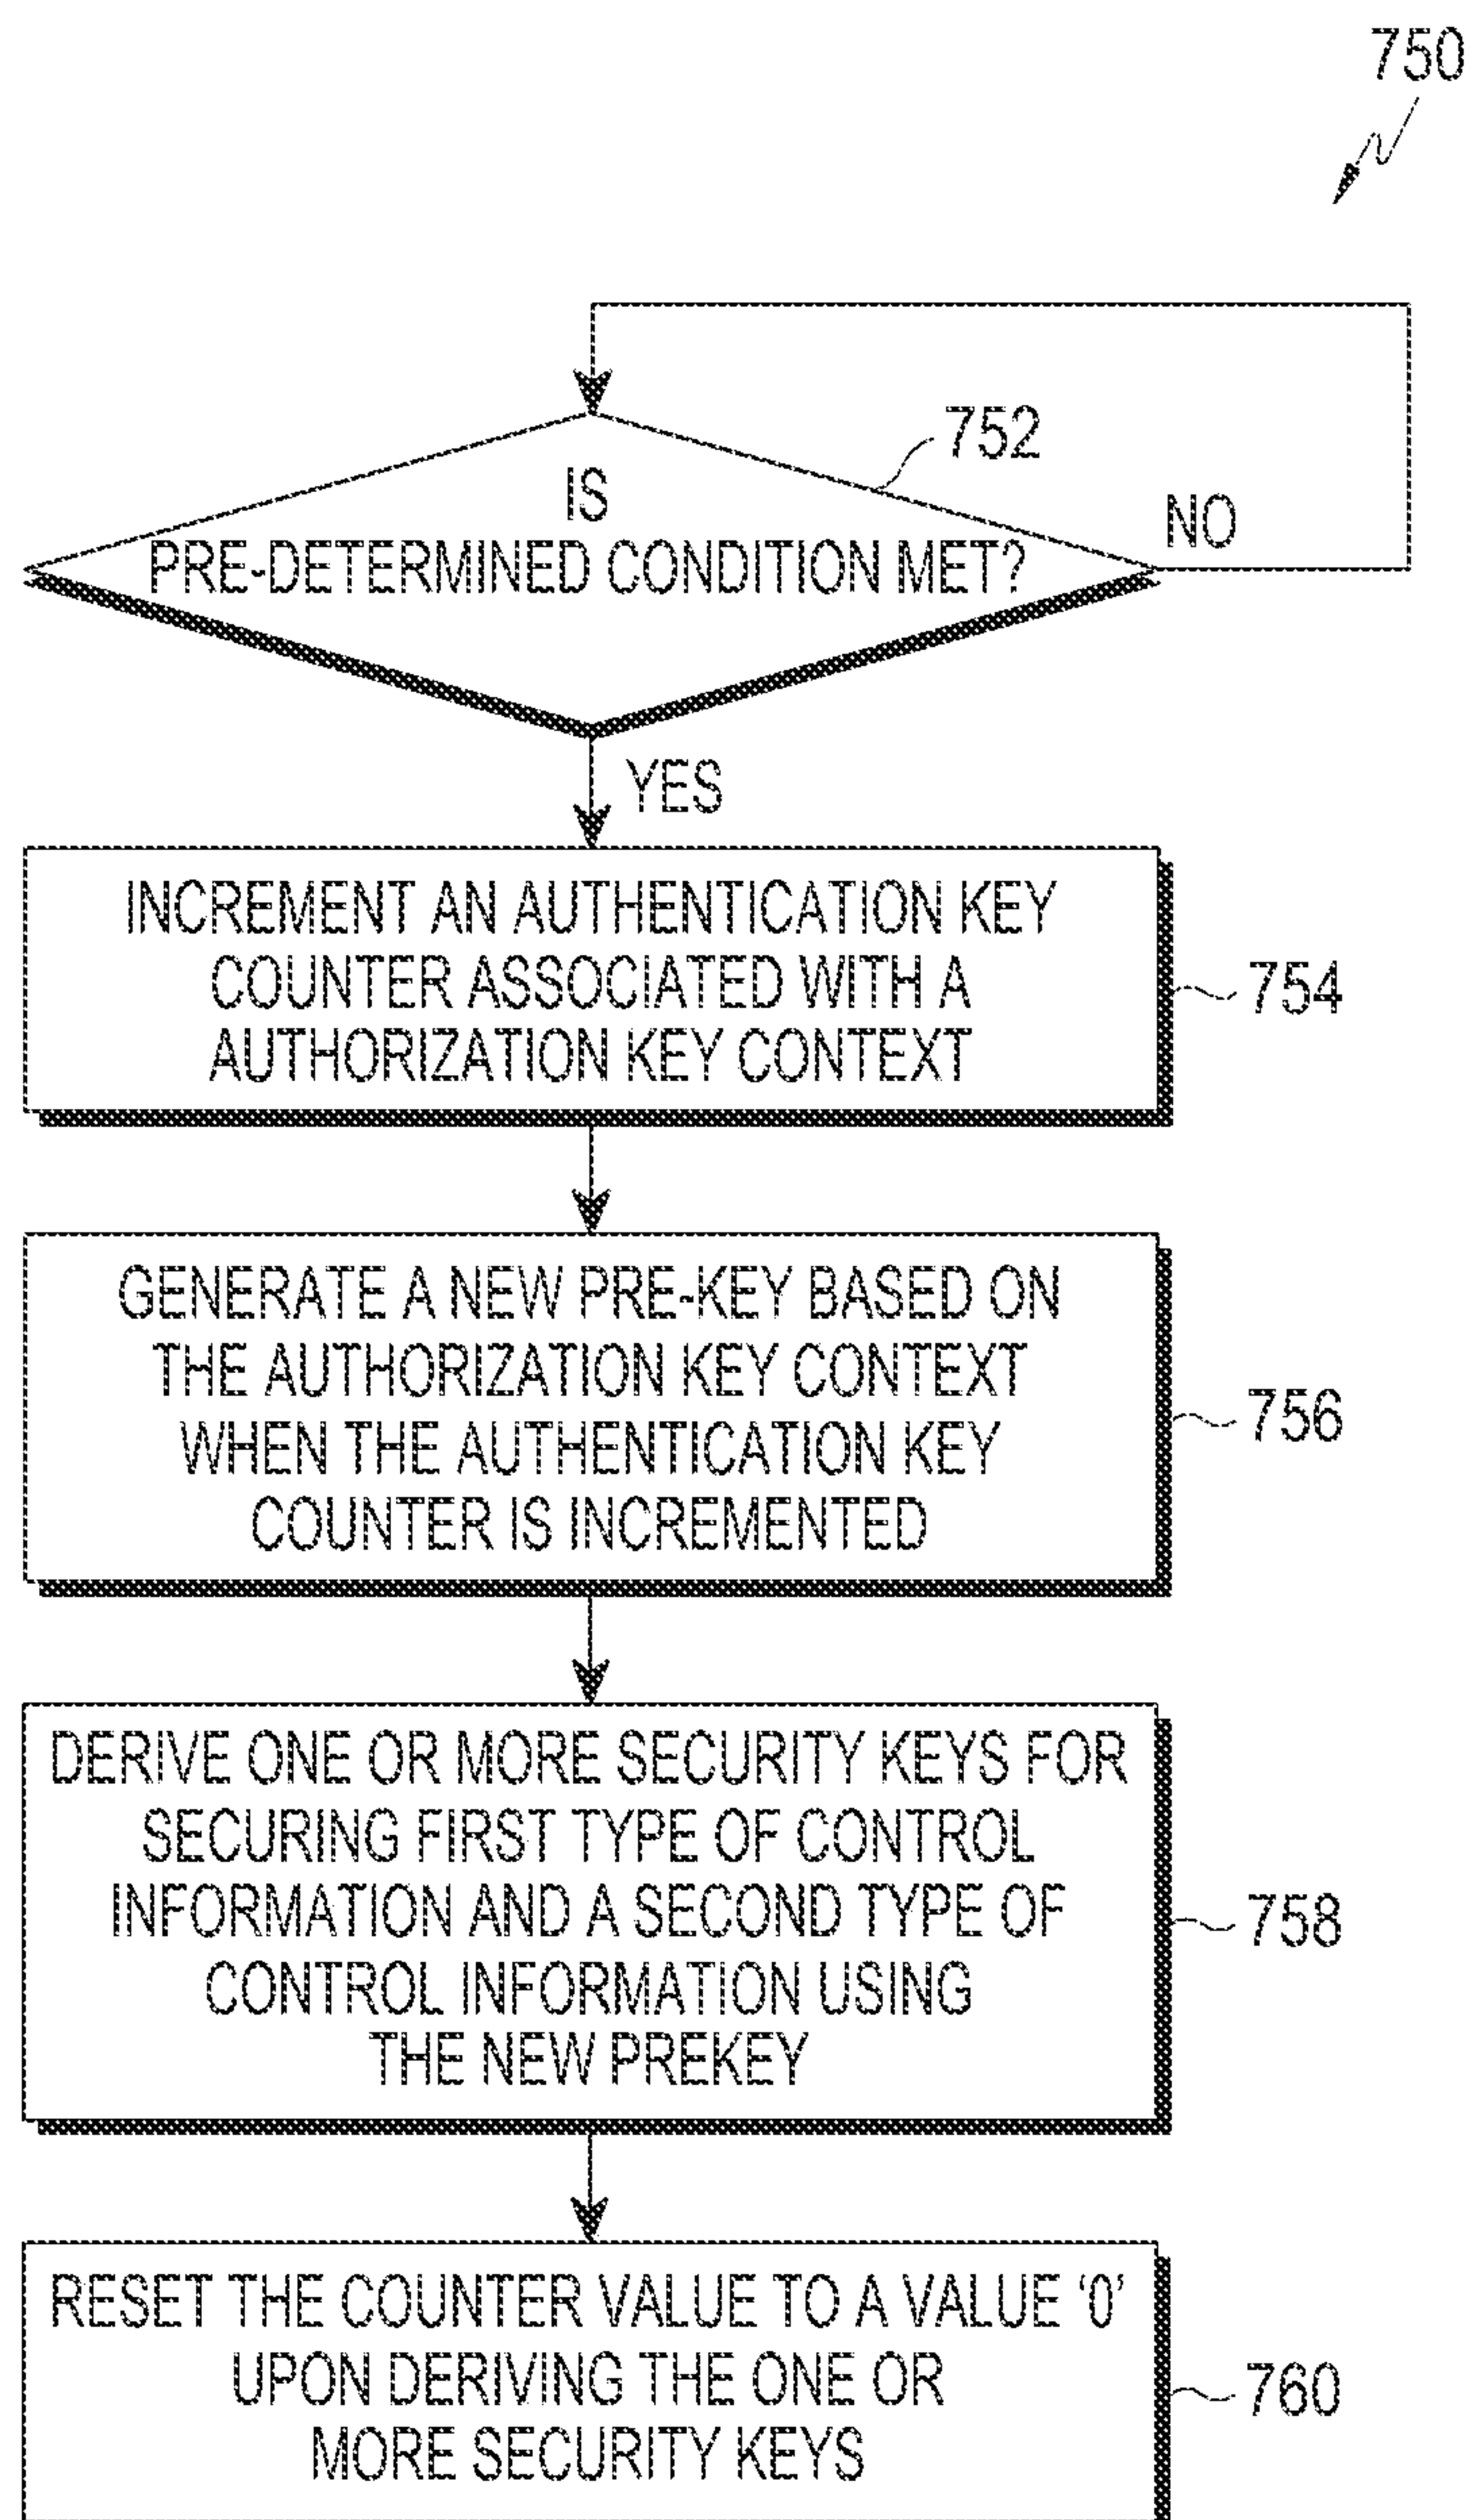 750
752
IS
PRE-DETERMINED CONDITION MET?
NO
YES
INCREMENT AN AUTHENTICATION KEY
COUNTER ASSOCIATED WITH A
AUTHORIZATION KEY CONTEXT
754
GENERATE A NEW PRE-KEY BASED ON
THE AUTHORIZATION KEY CONTEXT
WHEN THE AUTHENTICATION KEY
COUNTER IS INCREMENTED
756
DERIVE ONE OR MORE SECURITY KEYS FOR
SECURING FIRST TYPE OF CONTROL
INFORMATION AND A SECOND TYPE OF
CONTROL INFORMATION USING
THE NEW PREKEY
758
RESET THE COUNTER VALUE TO A VALUE ‘0’
UPON DERIVING THE ONE OR
MORE SECURITY KEYS
760